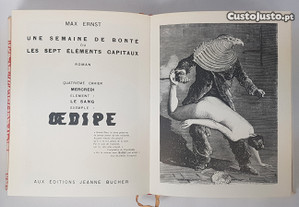 CustoJusto.pt
MAX ERNST
UNE SEMAINE DE BONTÉ
OU
LES SEPT ÉLÉMENTS CAPITAUX
ROMAN
QUATRIÈME CAHIER
MERCREDI
ÉLÉMENT :
LE SANG
EXEMPLE :
ŒDIPE
AUX ÉDITIONS JEANNE BUCHER